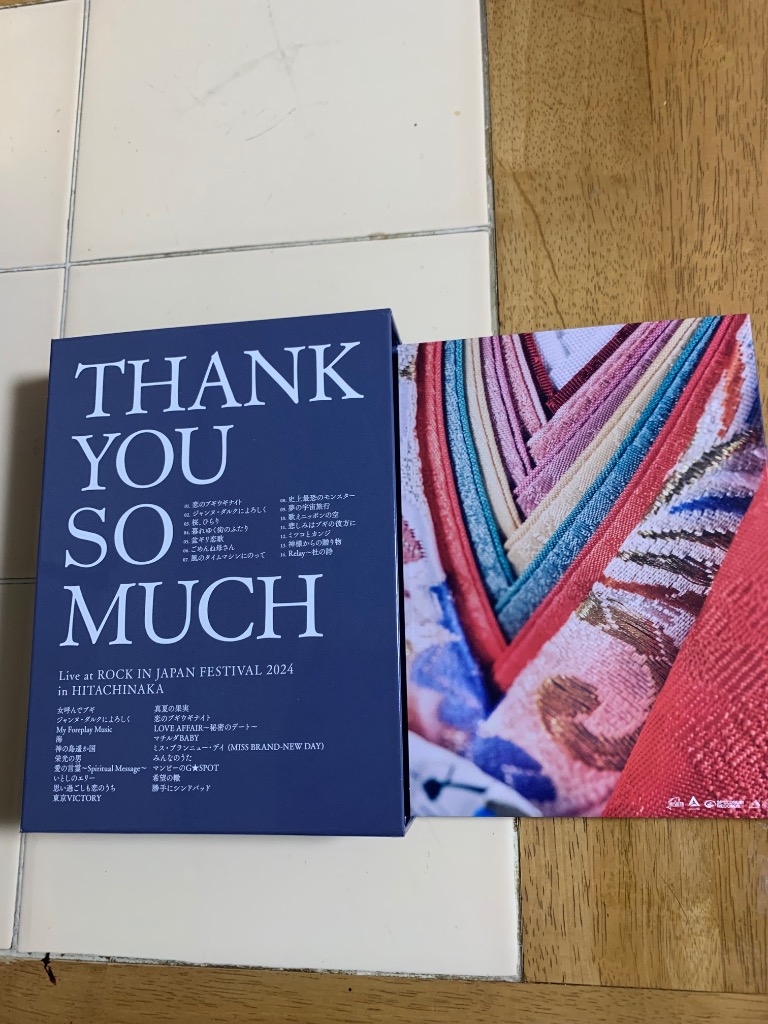 THANK
YOU
SO
MUCH
01. 恋のブギウギナイト
02. ジャンヌ・ダルクによろしく
03. 桜、ひらり
04. 暮れゆく街のふたり
05. 盆ギリ恋歌
06. ごめんね母さん
07. 風のタイムマシンにのって
08. 史上最恐のモンスター
09. 夢の宇宙旅行
10. 歌えニッポンの空
11. 悲しみはブギの彼方に
12. ミツコとカンジ
13. 神様からの贈り物
14. Relay〜杜の詩
Live at ROCK IN JAPAN FESTIVAL 2024
in HITACHINAKA
女呼んでブギ
ジャンヌ・ダルクによろしく
My Foreplay Music
海
神の島遥か国
栄光の男
愛の言霊〜Spiritual Message〜
いとしのエリー
思い過ごしも恋のうち
東京VICTORY
真夏の果実
恋のブギウギナイト
LOVE AFFAIR〜秘密のデート〜
マチルダBABY
ミス・ブランニュー・デイ (MISS BRAND-NEW DAY)
みんなのうた
マンピーのG★SPOT
希望の轍
勝手にシンドバッド